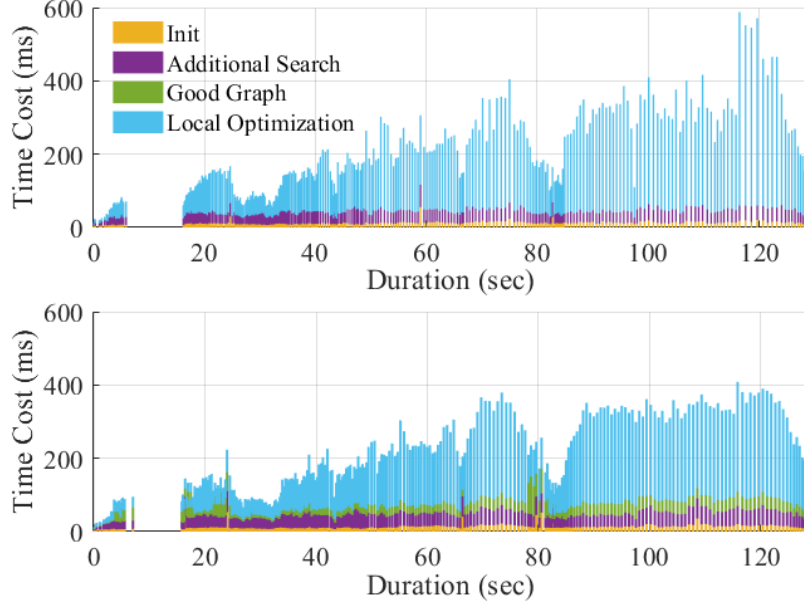 600
400
200
0
Time Cost (ms)
Init
Additional Search
Good Graph
Local Optimization
0 20 40 60 80 100 120
Duration (sec)
600
400
200
0
Time Cost (ms)
0 20 40 60 80 100 120
Duration (sec)